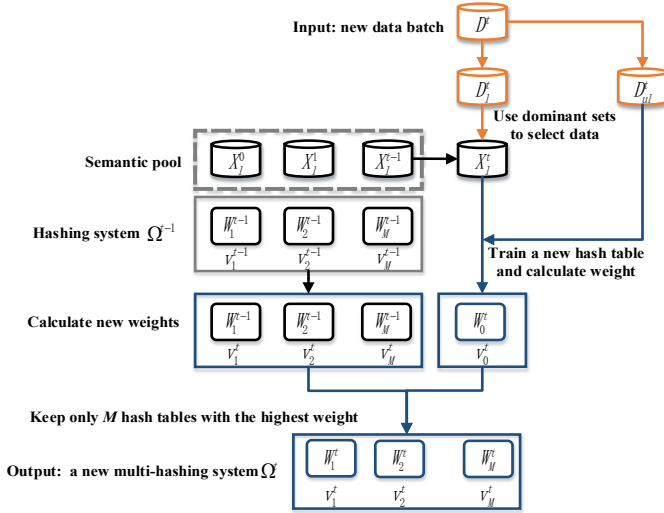 Input: new data batch
D^t
D_l^t
D_{ul}^t
Use dominant sets
to select data
Semantic pool
X_l^0 X_l^1 X_l^{t-1} X_l^t
Hashing system Ω^{t-1}
W_1^{t-1} W_2^{t-1} W_M^{t-1}
v_1^{t-1} v_2^{t-1} v_M^{t-1}
Train a new hash table
and calculate weight
Calculate new weights
W_1^{t-1} W_2^{t-1} W_M^{t-1} W_0^t
v_1^t v_2^t v_M^t v_0^t
Keep only M hash tables with the highest weight
Output: a new multi-hashing system Ω^t
W_1^t W_2^t W_M^t
v_1^t v_2^t v_M^t